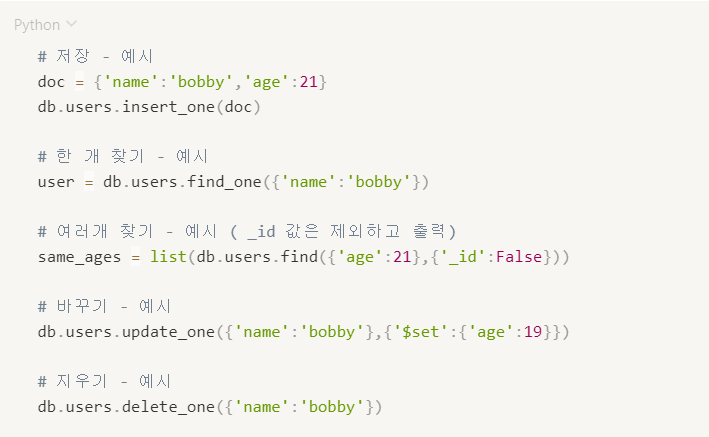 Python
# 저장 - 예시
doc = {'name':'bobby','age':21}
db.users.insert_one(doc)
# 한 개 찾기 - 예시
user = db.users.find_one({'name':'bobby'})
# 여러개 찾기 - 예시 ( _id 값은 제외하고 출력)
same_ages = list(db.users.find({'age':21},{'_id':False}))
# 바꾸기 - 예시
db.users.update_one({'name':'bobby'},{'$set':{'age':19}})
# 지우기 - 예시
db.users.delete_one({'name':'bobby'})